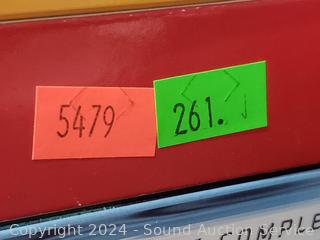 5479
261.
COMPLE
Copyright 2024 - Sound Auction Service